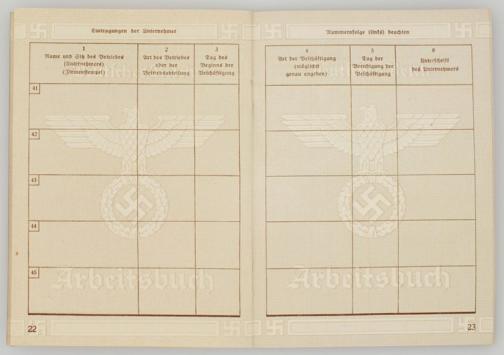 Eintragungen der Unternehmer
1
Name und Sitz des Betriebes
(Unternehmers)
(Firmenstempel)
2
Art des Betriebes
oder der
Betriebsabteilung
3
Tag des
Beginns der
Beschäftigung
41
42
43
44
45
Arbeitsbuch
22
Nummernfolge (links) beachten
4
Art der Beschäftigung
(möglichst
genau angeben)
5
Tag der
Beendigung der
Beschäftigung
6
Unterschrift
des Unternehmers
Arbeitsbuch
23